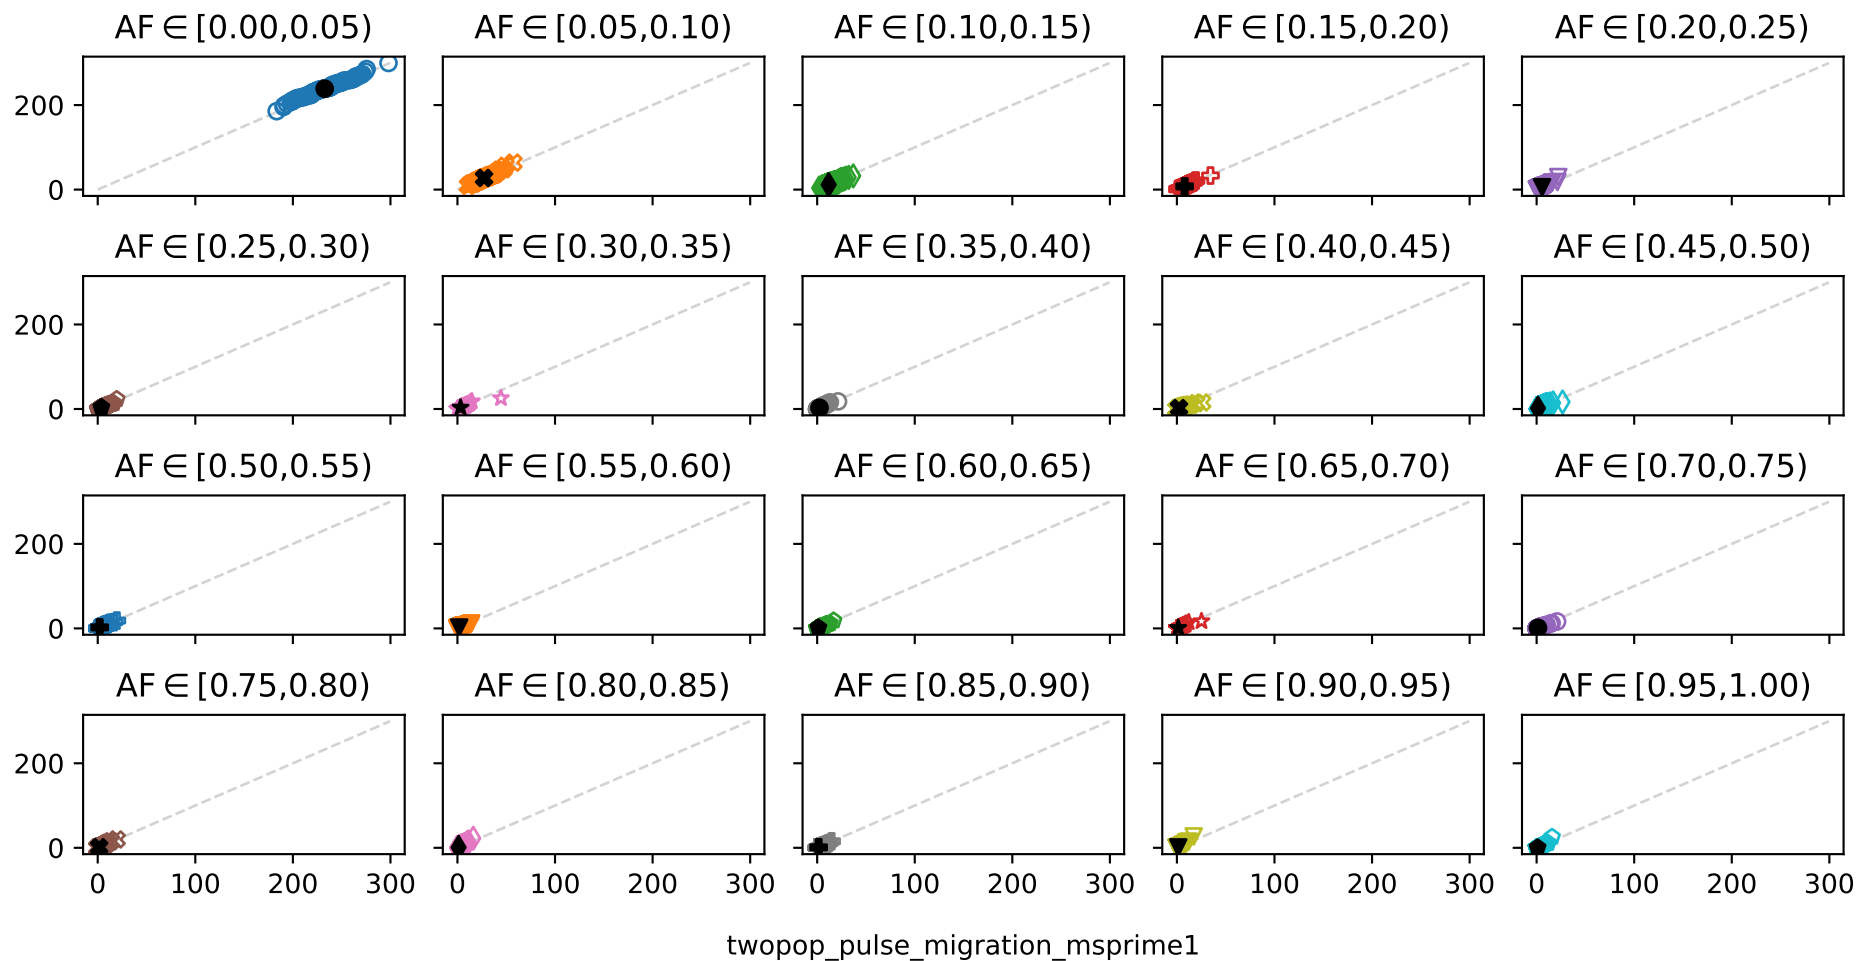 AF ∈ [0.00,0.05) AF ∈ [0.05,0.10) AF ∈ [0.10,0.15) AF ∈ [0.15,0.20) AF ∈ [0.20,0.25)
200
0
AF ∈ [0.25,0.30) AF ∈ [0.30,0.35) AF ∈ [0.35,0.40) AF ∈ [0.40,0.45) AF ∈ [0.45,0.50)
200
0
AF ∈ [0.50,0.55) AF ∈ [0.55,0.60) AF ∈ [0.60,0.65) AF ∈ [0.65,0.70) AF ∈ [0.70,0.75)
200
0
AF ∈ [0.75,0.80) AF ∈ [0.80,0.85) AF ∈ [0.85,0.90) AF ∈ [0.90,0.95) AF ∈ [0.95,1.00)
200
0
0 100 200 300 0 100 200 300 0 100 200 300 0 100 200 300 0 100 200 300
twopop_pulse_migration_msprime1